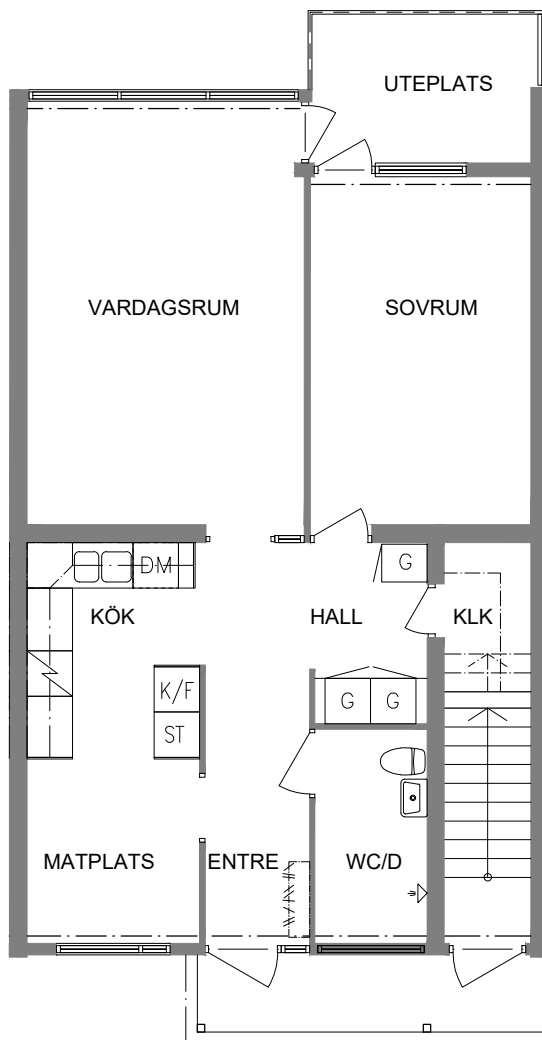 UTEPLATS
VARDAGSRUM
SOVRUM
DM
G
KÖK
HALL
KLK
K/F
G
G
ST
MATPLATS
ENTRE
WC/D